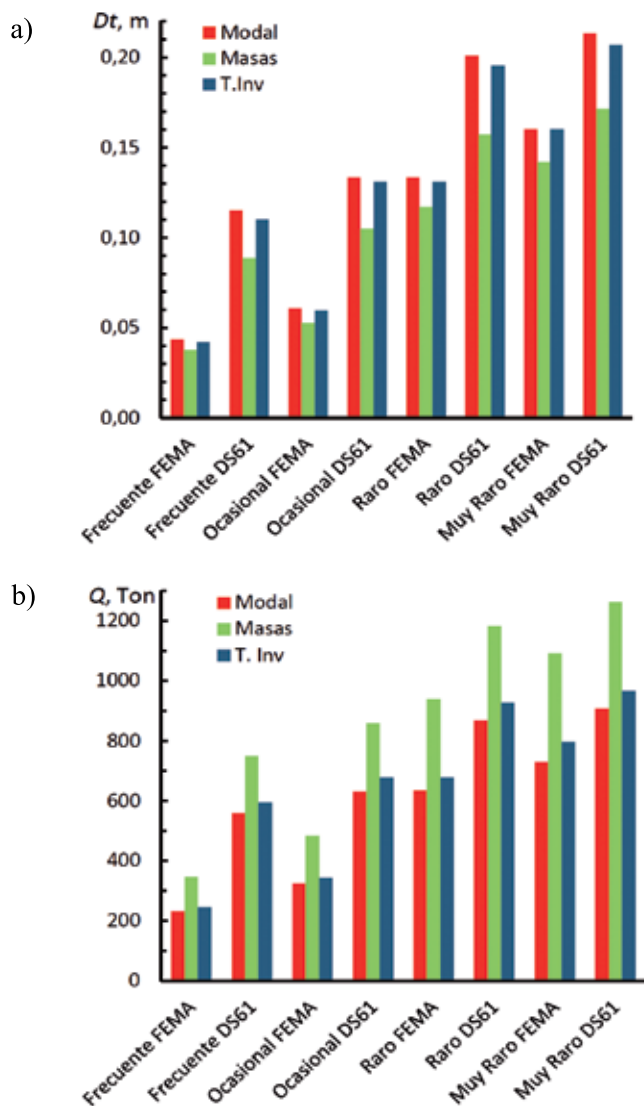 a)
Dt, m
Modal
Masas
T.Inv
0,20
0,15
0,10
0,05
0,00
Frecuente FEMA
Frecuente DS61
Ocasional FEMA
Ocasional DS61
Raro FEMA
Raro DS61
Muy Raro FEMA
Muy Raro DS61
b)
Q, Ton
Modal
Masas
T. Inv
1200
1000
800
600
400
200
0
Frecuente FEMA
Frecuente DS61
Ocasional FEMA
Ocasional DS61
Raro FEMA
Raro DS61
Muy Raro FEMA
Muy Raro DS61